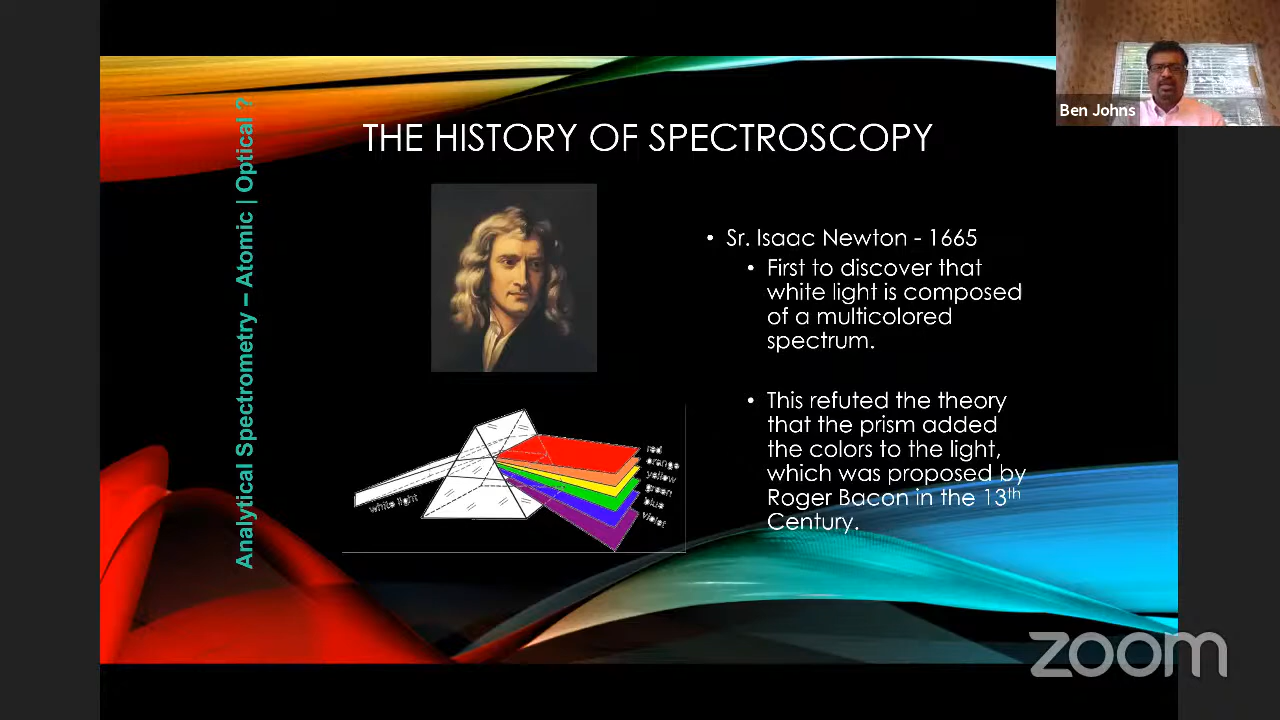 Ben Johns
THE HISTORY OF SPECTROSCOPY
Analytical Spectrometry – Atomic | Optical ?
• Sr. Isaac Newton - 1665
• First to discover that
white light is composed
of a multicolored
spectrum.
• This refuted the theory
that the prism added
the colors to the light,
which was proposed by
Roger Bacon in the 13th
Century.
white light
red
orange
yellow
green
blue
violet
zoom